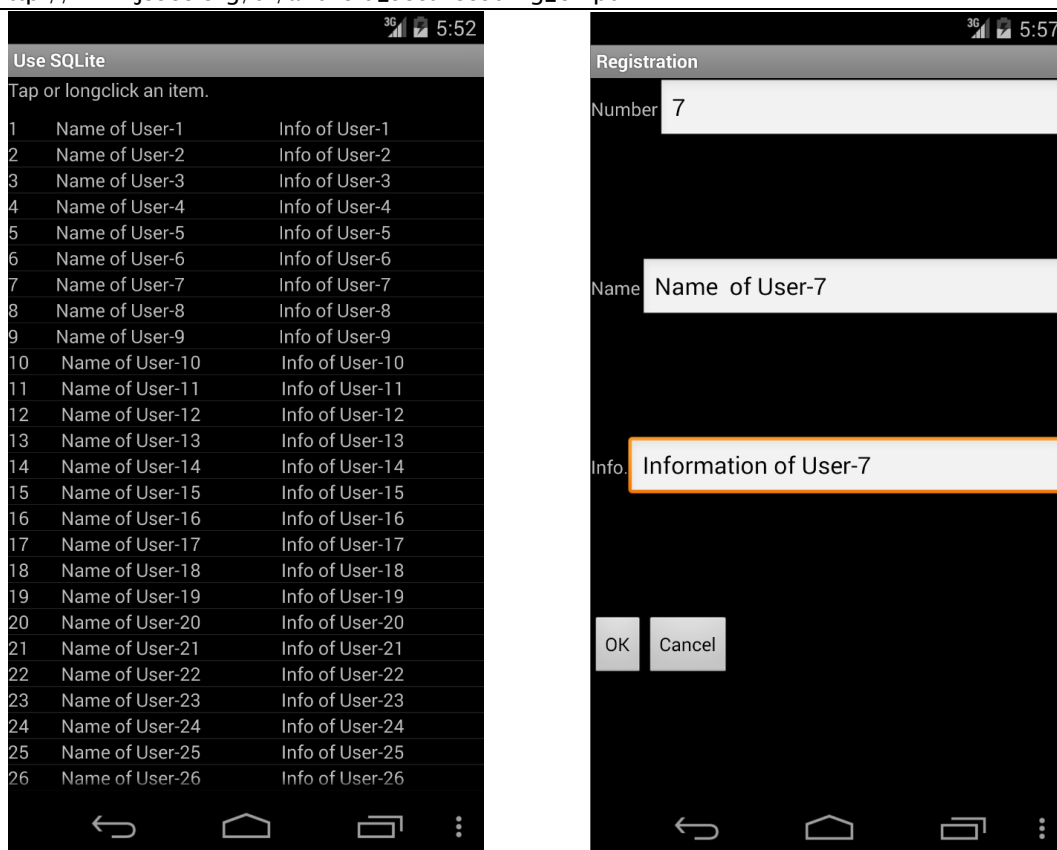 3G 5:52
Use SQLite
Tap or longclick an item.
1 Name of User-1 Info of User-1
2 Name of User-2 Info of User-2
3 Name of User-3 Info of User-3
4 Name of User-4 Info of User-4
5 Name of User-5 Info of User-5
6 Name of User-6 Info of User-6
7 Name of User-7 Info of User-7
8 Name of User-8 Info of User-8
9 Name of User-9 Info of User-9
10 Name of User-10 Info of User-10
11 Name of User-11 Info of User-11
12 Name of User-12 Info of User-12
13 Name of User-13 Info of User-13
14 Name of User-14 Info of User-14
15 Name of User-15 Info of User-15
16 Name of User-16 Info of User-16
17 Name of User-17 Info of User-17
18 Name of User-18 Info of User-18
19 Name of User-19 Info of User-19
20 Name of User-20 Info of User-20
21 Name of User-21 Info of User-21
22 Name of User-22 Info of User-22
23 Name of User-23 Info of User-23
24 Name of User-24 Info of User-24
25 Name of User-25 Info of User-25
26 Name of User-26 Info of User-26
3G 5:57
Registration
Number 7
Name Name  of User-7
Info. Information of User-7
OK Cancel